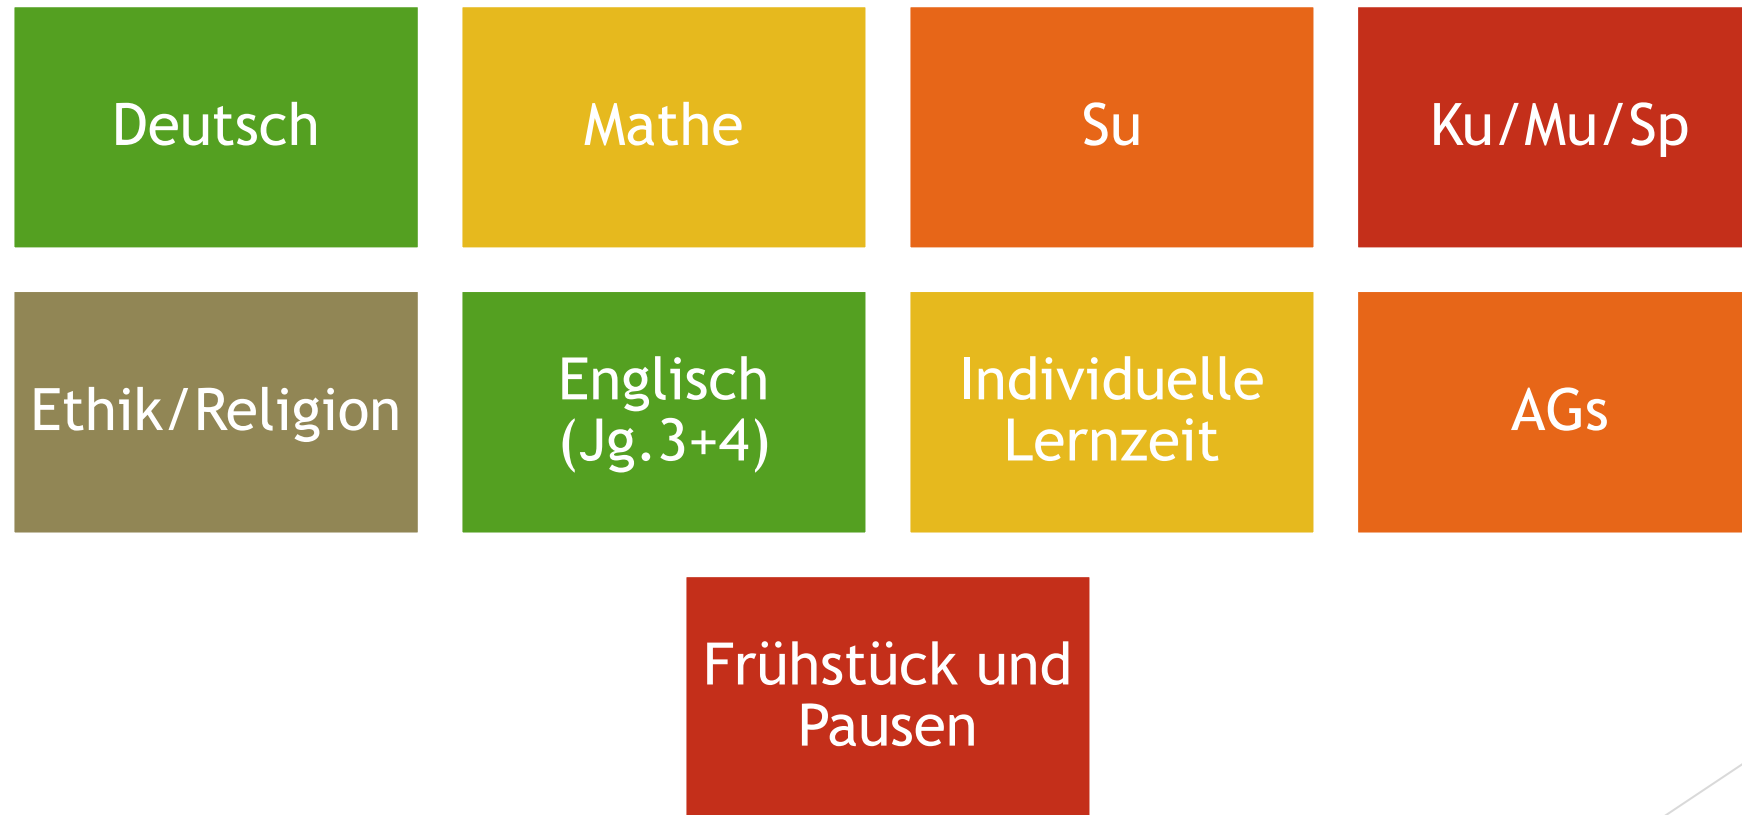 Deutsch
Mathe
Su
Ku/Mu/Sp
Ethik/Religion
Englisch
(Jg.3+4)
Individuelle
Lernzeit
AGs
Frühstück und
Pausen